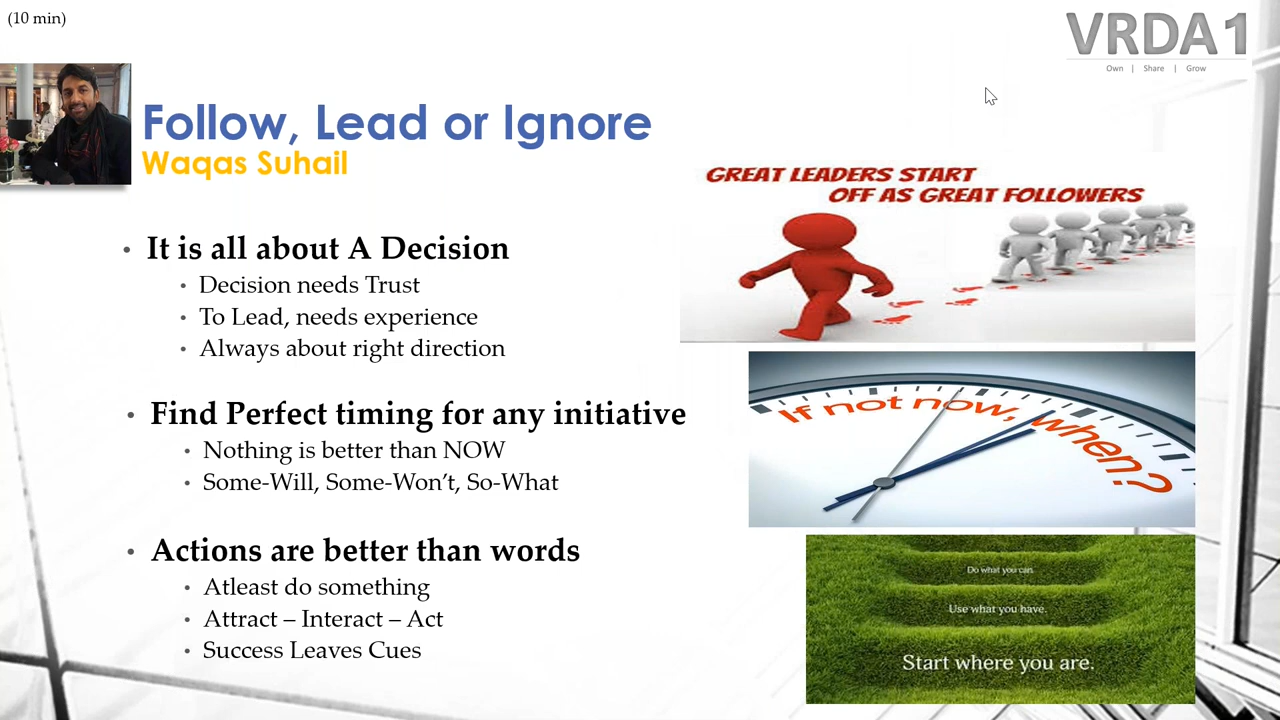 (10 min)
VRDA1
Own | Share | Grow
Follow, Lead or Ignore
Waqas Suhail
• It is all about A Decision
• Decision needs Trust
• To Lead, needs experience
• Always about right direction
• Find Perfect timing for any initiative
• Nothing is better than NOW
• Some-Will, Some-Won’t, So-What
• Actions are better than words
• Atleast do something
• Attract – Interact – Act
• Success Leaves Cues
GREAT LEADERS START
OFF AS GREAT FOLLOWERS
If not now, when?
Do what you can.
Use what you have.
Start where you are.